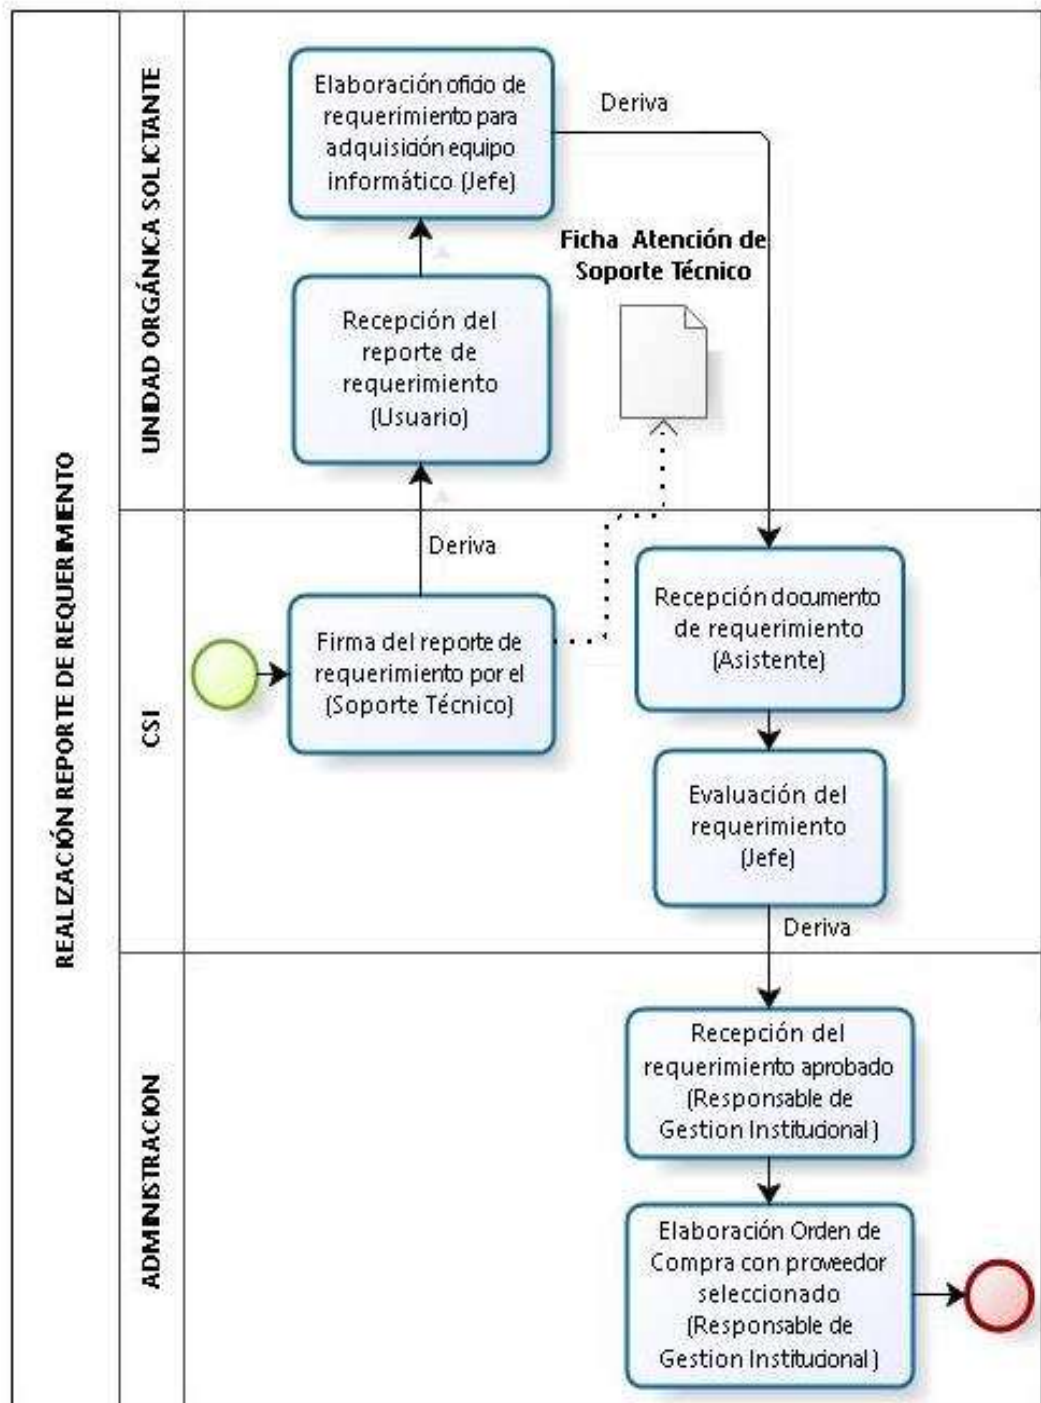 REALIZACIÓN REPORTE DE REQUERIMIENTO
UNIDAD ORGÁNICA SOLICTANTE
Elaboración oficio de
requerimiento para
adquisición equipo
informático (Jefe)
Deriva
Ficha Atención de
Soporte Técnico
Recepción del
reporte de
requerimiento
(Usuario)
CSI
Deriva
Firma del reporte de
requerimiento por el
(Soporte Técnico)
Recepción documento
de requerimiento
(Asistente)
Evaluación del
requerimiento
(Jefe)
Deriva
ADMINISTRACION
Recepción del
requerimiento aprobado
(Responsable de
Gestion Institucional)
Elaboración Orden de
Compra con proveedor
seleccionado
(Responsable de
Gestion Institucional)